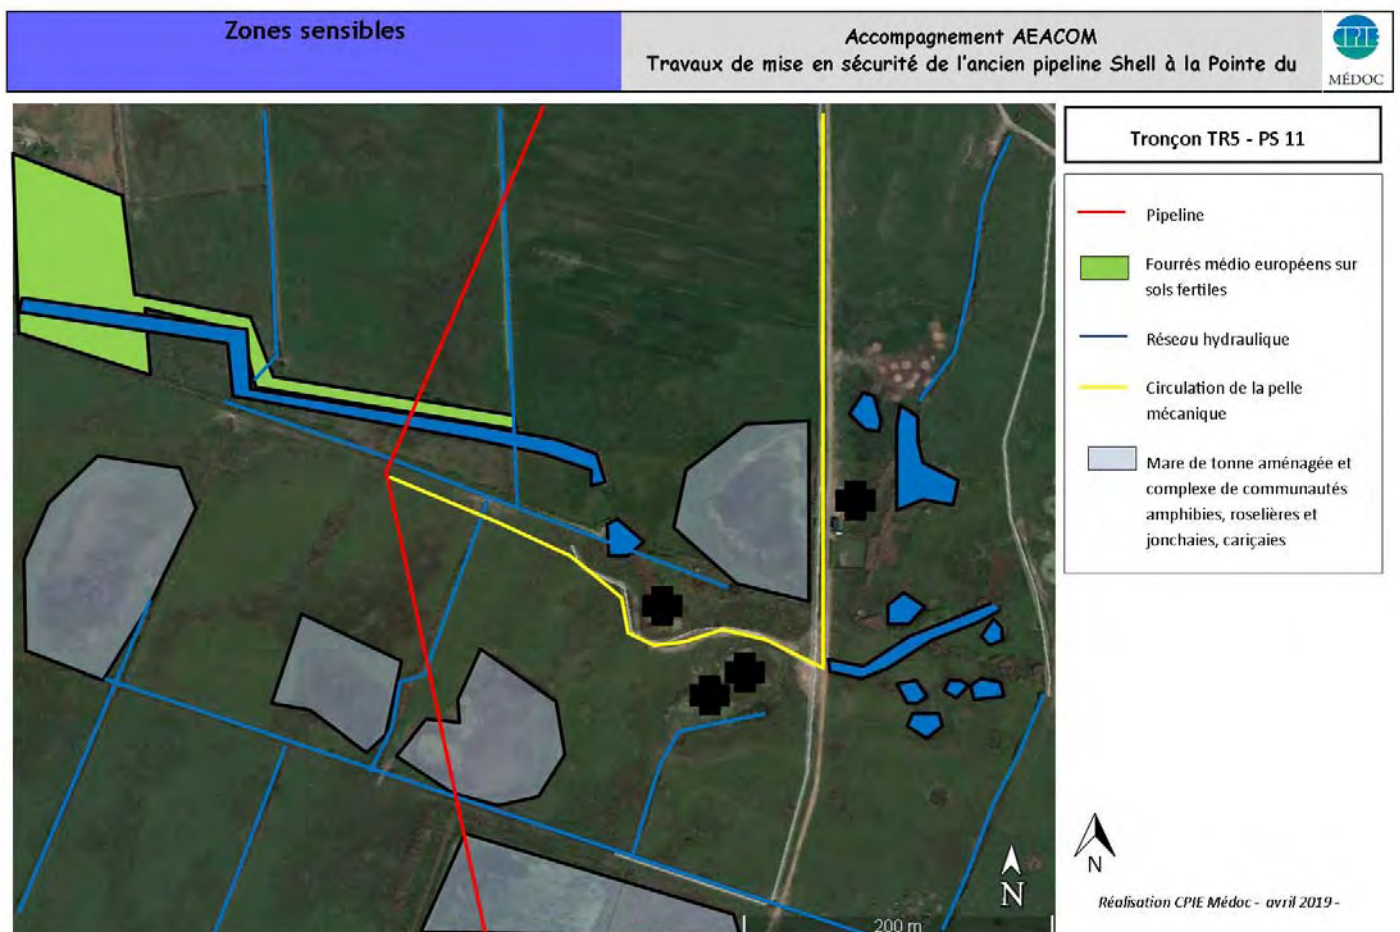 Zones sensibles
Accompagnement AEACOM
Travaux de mise en sécurité de l'ancien pipeline Shell à la Pointe du
CPIE
MÉDOC
Tronçon TR5 - PS 11
Pipeline
Fourrés médio européens sur
sols fertiles
Réseau hydraulique
Circulation de la pelle
mécanique
Mare de tonne aménagée et
complexe de communautés
amphibies, roselières et
jonchaies, cariçaies
N
N
200 m
Réalisation CPIE Médoc - avril 2019 -